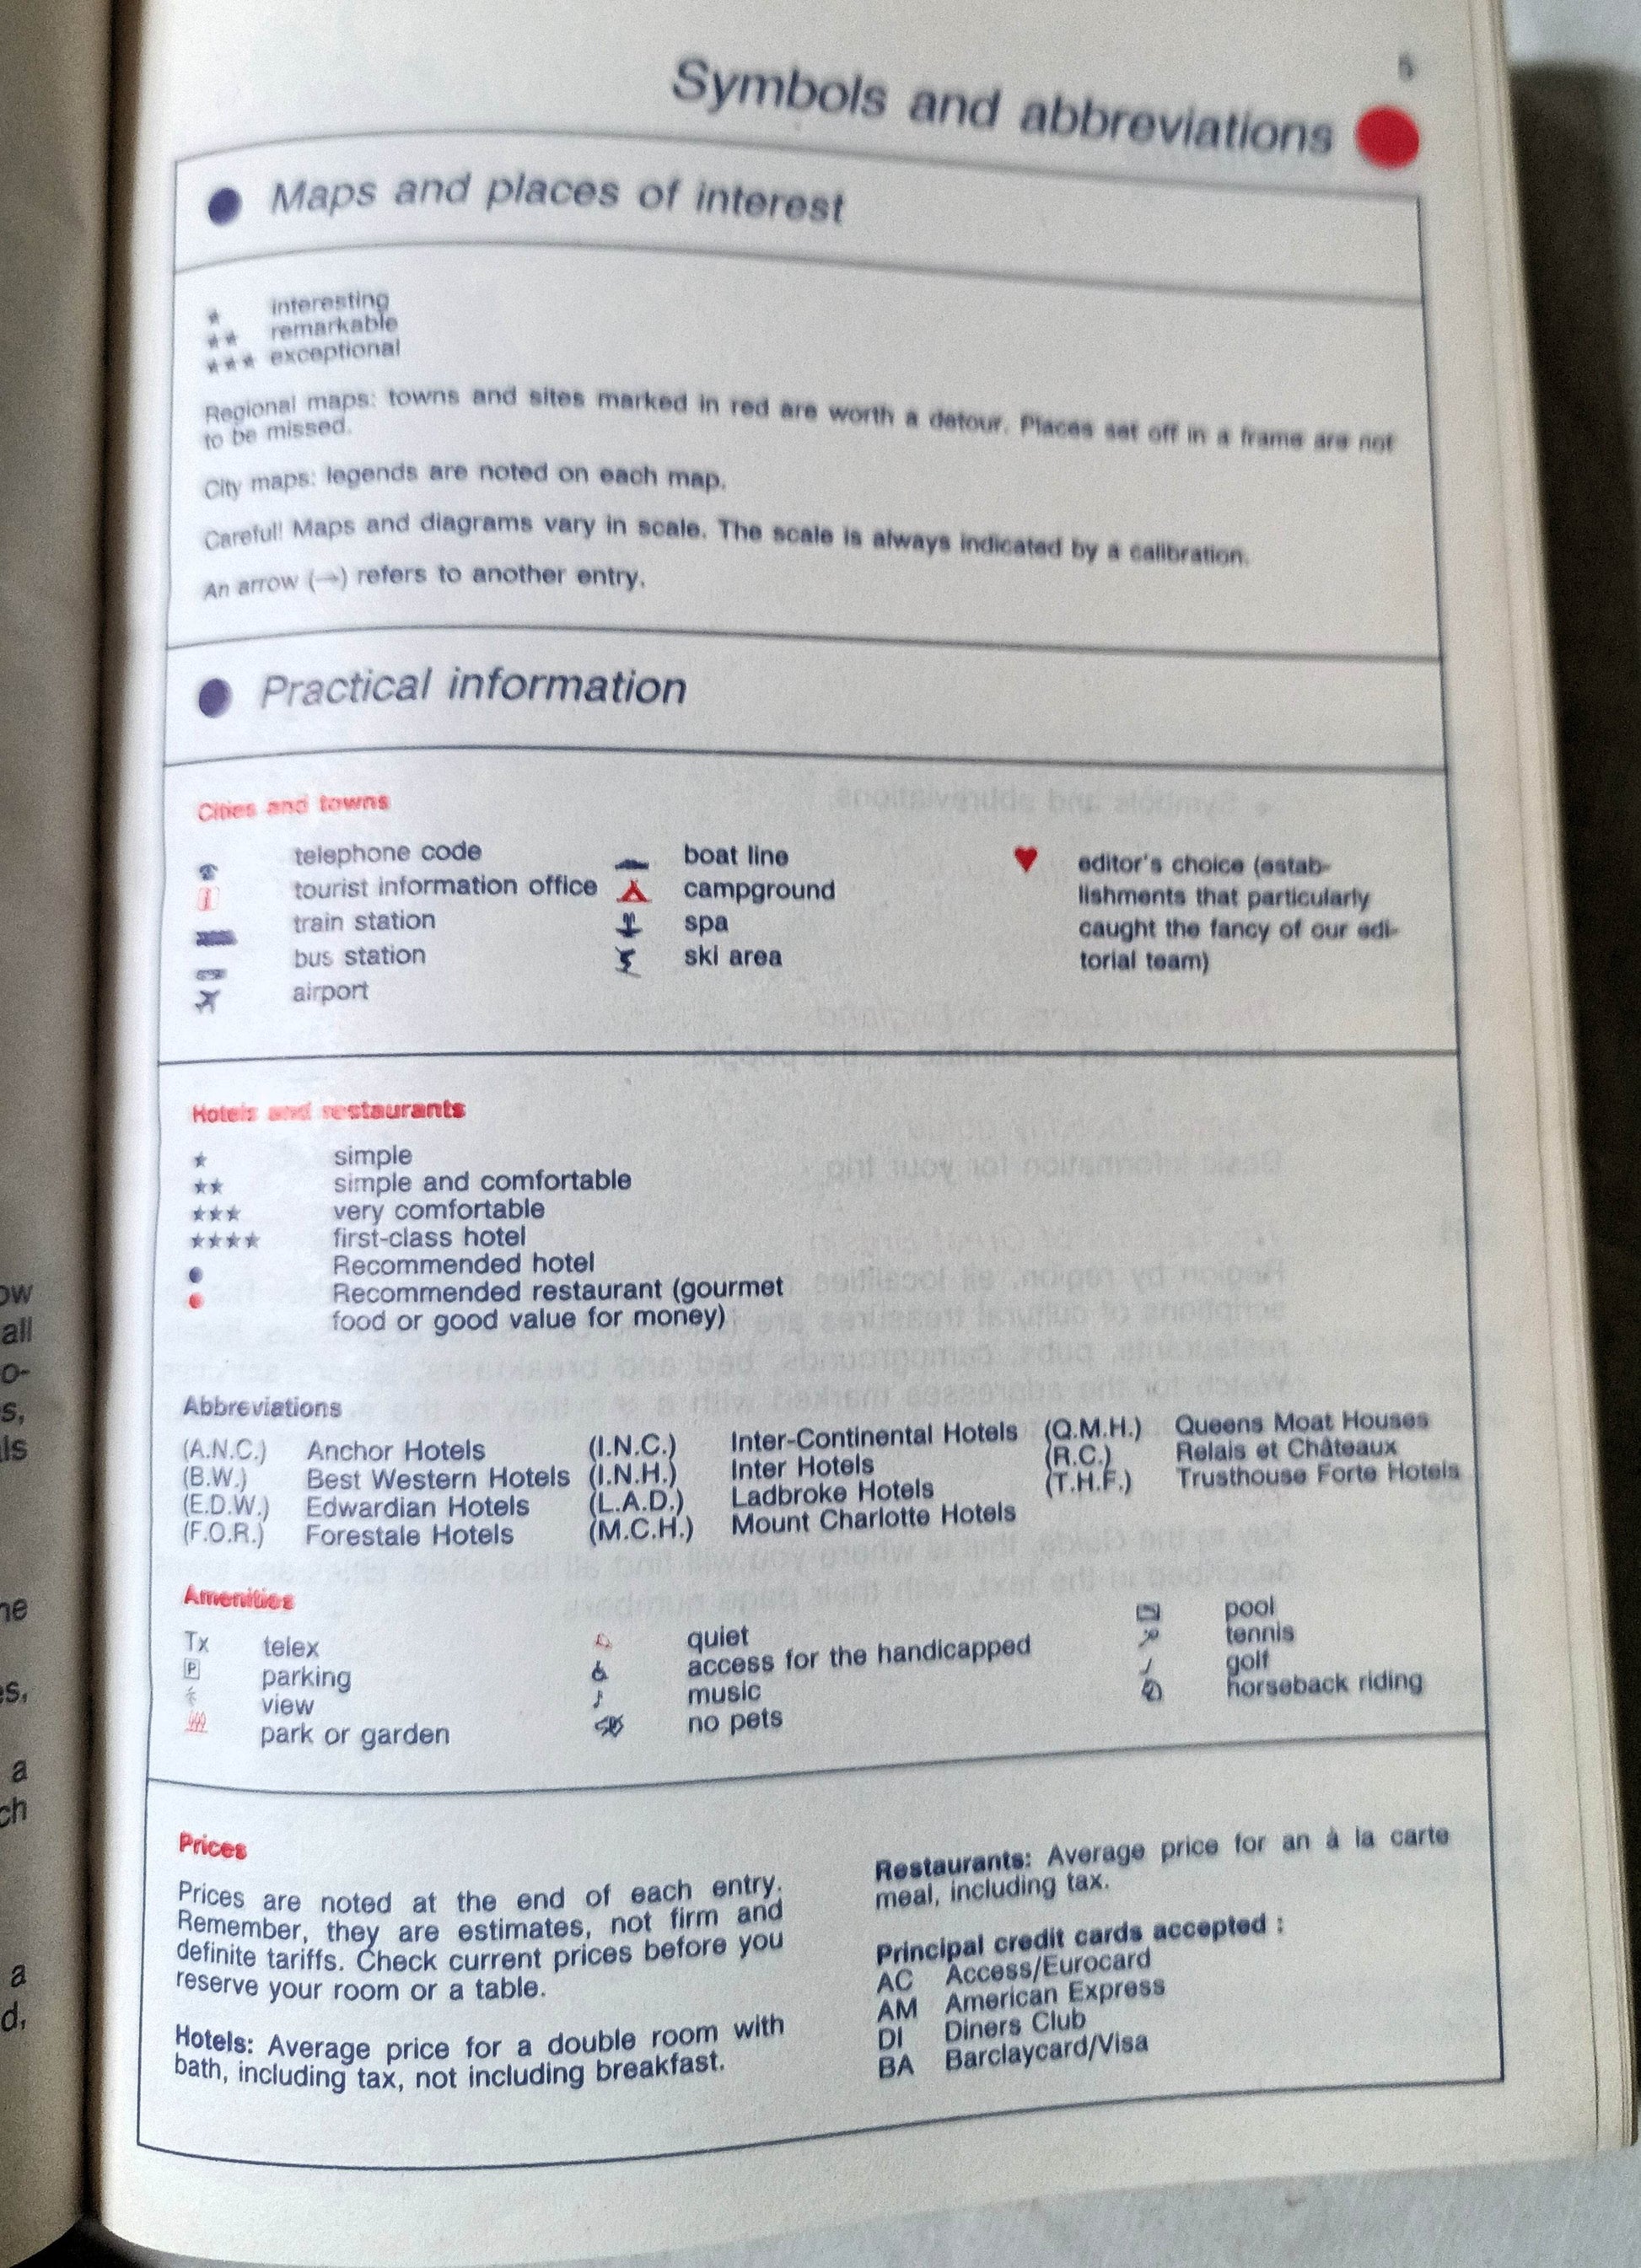 5
Symbols and abbreviations
Maps and places of interest
★ interesting
★★ remarkable
★★★ exceptional
Regional maps: towns and sites marked in red are worth a detour. Places set off in a frame are not
to be missed.
City maps: legends are noted on each map.
Careful! Maps and diagrams vary in scale. The scale is always indicated by a calibration.
An arrow (→) refers to another entry.
Practical information
Cities and towns
telephone code
tourist information office
train station
bus station
airport
boat line
campground
spa
ski area
♥ editor's choice (estab-
lishments that particularly
caught the fancy of our edi-
torial team)
Hotels and restaurants
★ simple
★★ simple and comfortable
★★★ very comfortable
★★★★ first-class hotel
● Recommended hotel
● Recommended restaurant (gourmet
food or good value for money)
Abbreviations
(A.N.C.) Anchor Hotels
(B.W.) Best Western Hotels
(E.D.W.) Edwardian Hotels
(F.O.R.) Forestale Hotels
(I.N.C.) Inter-Continental Hotels
(I.N.H.) Inter Hotels
(L.A.D.) Ladbroke Hotels
(M.C.H.) Mount Charlotte Hotels
(Q.M.H.) Queens Moat Houses
(R.C.) Relais et Châteaux
(T.H.F.) Trusthouse Forte Hotels
Amenities
Tx telex
P parking
view
park or garden
quiet
access for the handicapped
♪ music
no pets
pool
tennis
golf
horseback riding
Prices
Prices are noted at the end of each entry.
Remember, they are estimates, not firm and
definite tariffs. Check current prices before you
reserve your room or a table.
Hotels: Average price for a double room with
bath, including tax, not including breakfast.
Restaurants: Average price for an à la carte
meal, including tax.
Principal credit cards accepted :
AC Access/Eurocard
AM American Express
DI Diners Club
BA Barclaycard/Visa